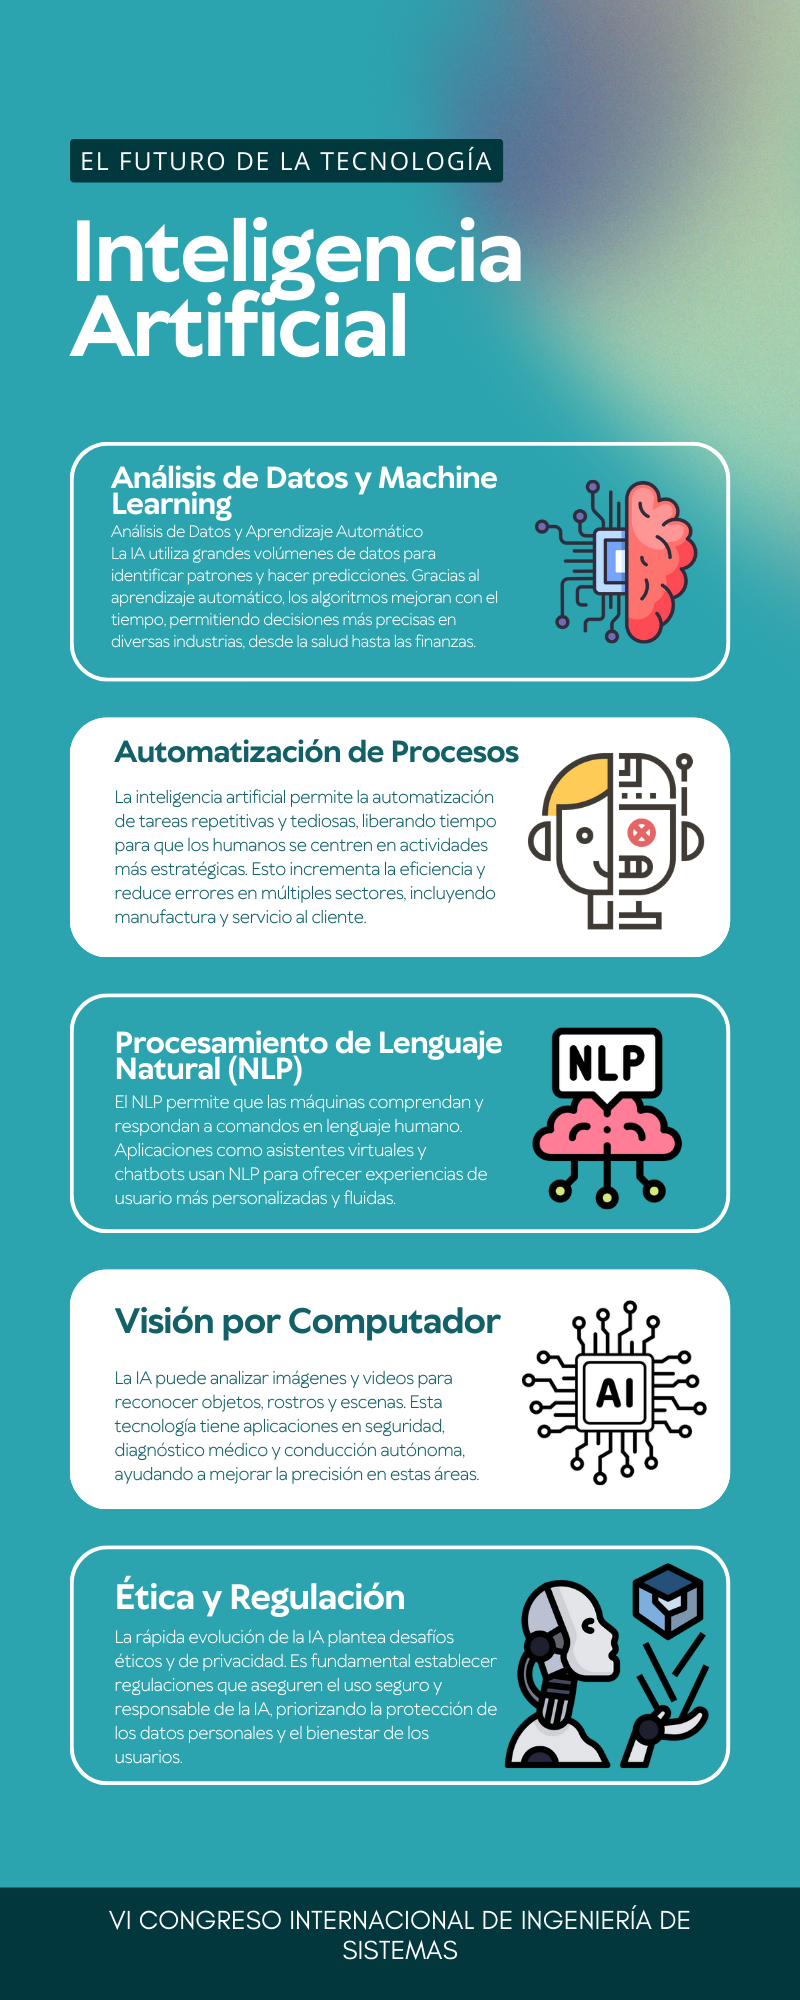 EL FUTURO DE LA TECNOLOGÍA
Inteligencia
Artificial
Análisis de Datos y Machine
Learning
Análisis de Datos y Aprendizaje Automático
La IA utiliza grandes volúmenes de datos para
identificar patrones y hacer predicciones. Gracias al
aprendizaje automático, los algoritmos mejoran con el
tiempo, permitiendo decisiones más precisas en
diversas industrias, desde la salud hasta las finanzas.
Automatización de Procesos
La inteligencia artificial permite la automatización
de tareas repetitivas y tediosas, liberando tiempo
para que los humanos se centren en actividades
más estratégicas. Esto incrementa la eficiencia y
reduce errores en múltiples sectores, incluyendo
manufactura y servicio al cliente.
Procesamiento de Lenguaje
Natural (NLP)
El NLP permite que las máquinas comprendan y
respondan a comandos en lenguaje humano.
Aplicaciones como asistentes virtuales y
chatbots usan NLP para ofrecer experiencias de
usuario más personalizadas y fluidas.
NLP
Visión por Computador
La IA puede analizar imágenes y videos para
reconocer objetos, rostros y escenas. Esta
tecnología tiene aplicaciones en seguridad,
diagnóstico médico y conducción autónoma,
ayudando a mejorar la precisión en estas áreas.
AI
Ética y Regulación
La rápida evolución de la IA plantea desafíos
éticos y de privacidad. Es fundamental establecer
regulaciones que aseguren el uso seguro y
responsable de la IA, priorizando la protección de
los datos personales y el bienestar de los
usuarios.
VI CONGRESO INTERNACIONAL DE INGENIERÍA DE
SISTEMAS